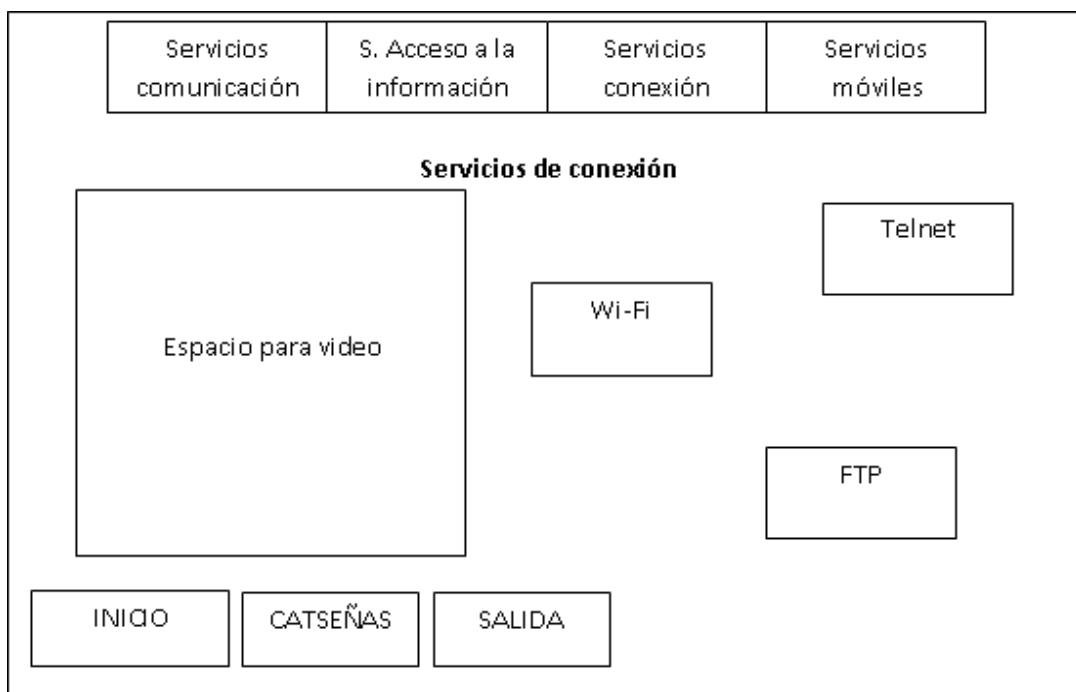 Servicios
comunicación
S. Acceso a la
información
Servicios
conexión
Servicios
móviles
Servicios de conexión
Telnet
Wi-Fi
Espacio para video
FTP
INICIO
CATSEÑAS
SALIDA